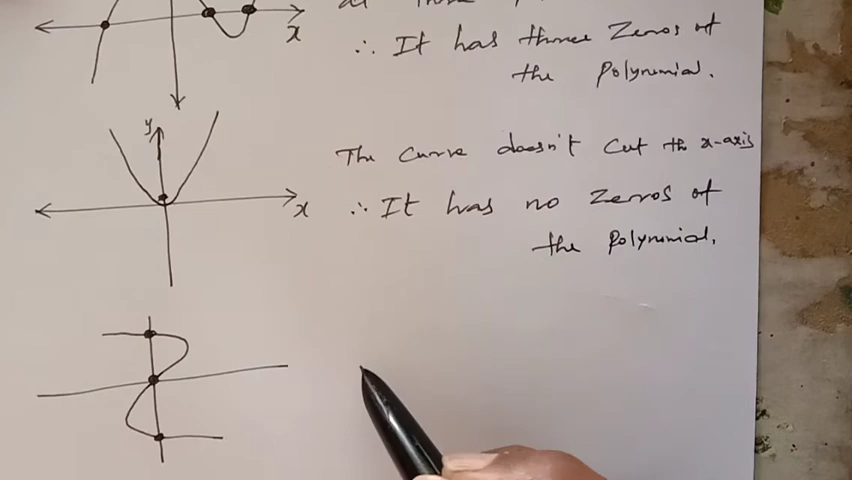 x
∴ It has three Zeros of
the Polynomial.
y
The Curve doesn't Cut the x-axis
x
∴ It has no Zeros of
the Polynomial.